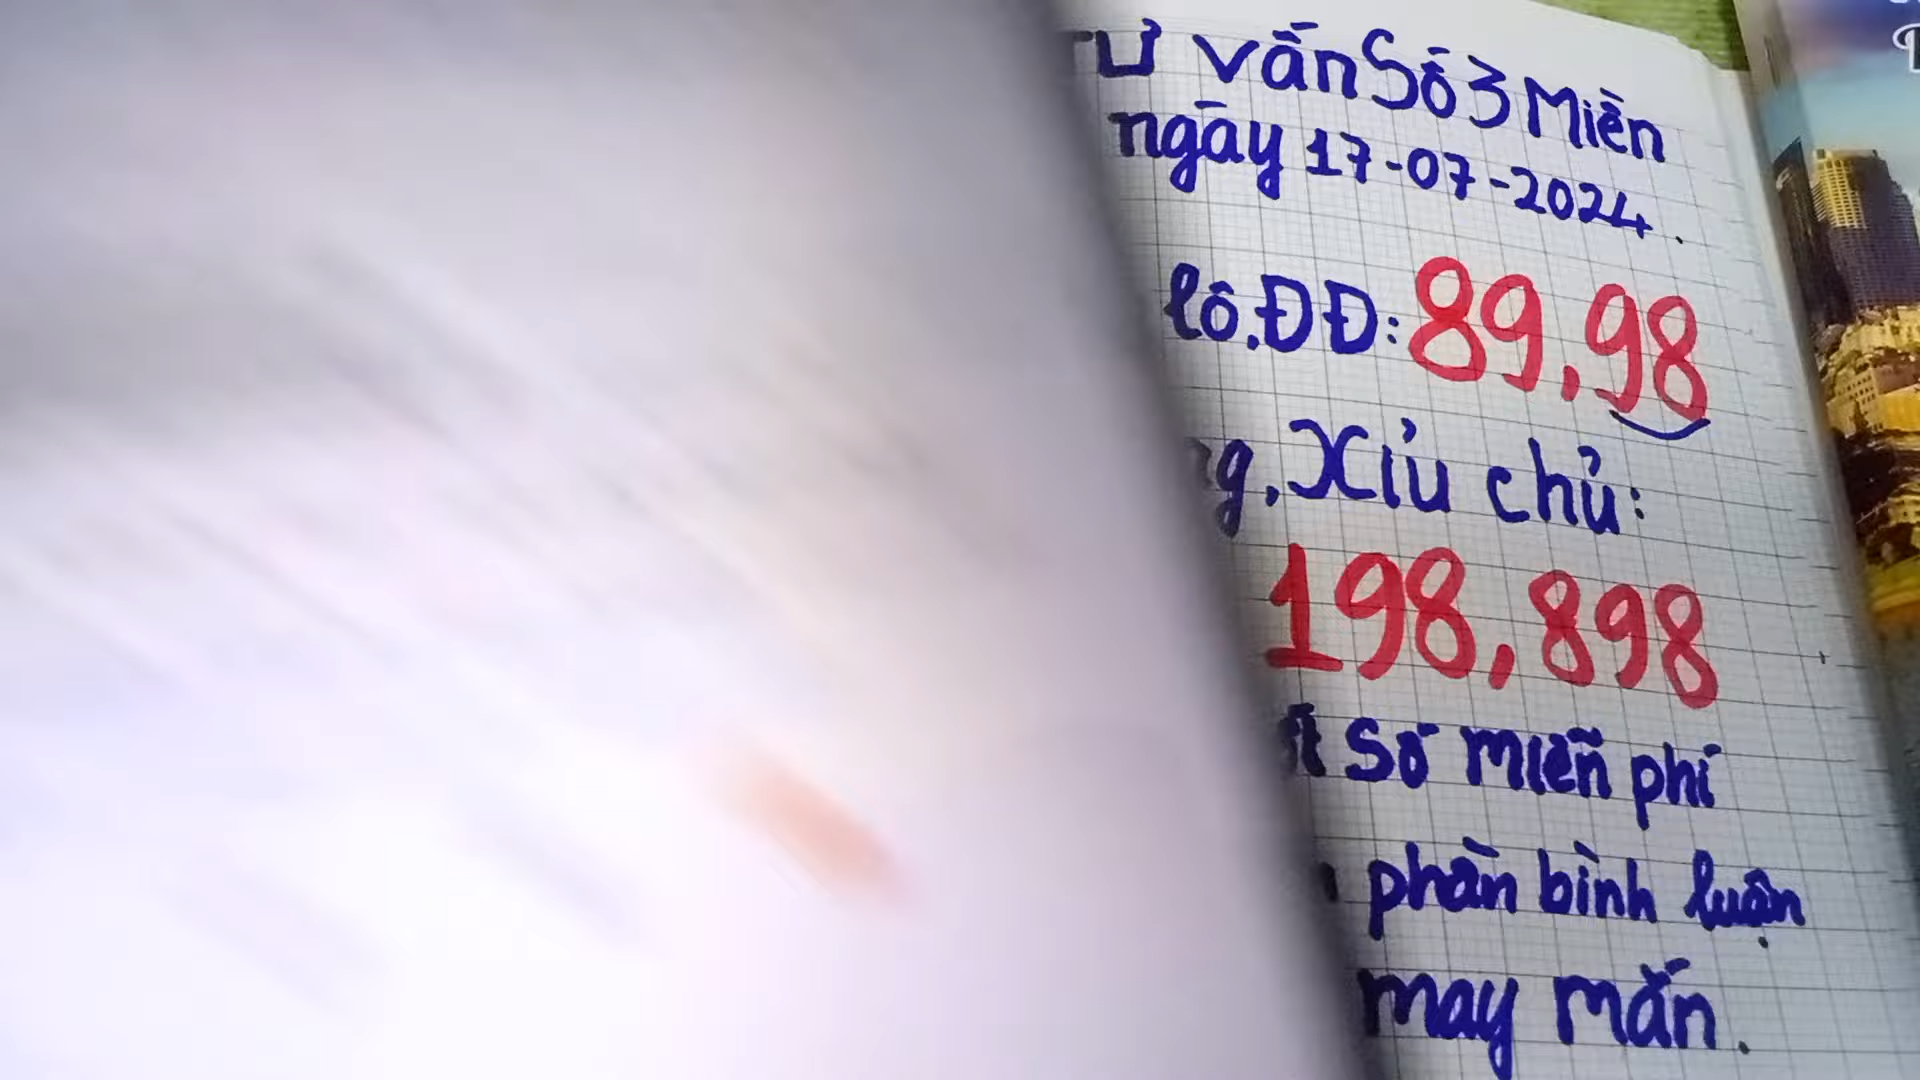 Tư vấn Số 3 Miền
ngày 17-07-2024.
lô.ĐĐ: 89,98
Xỉu chủ:
198,898
số miễn phí
phần bình luận
may mắn.